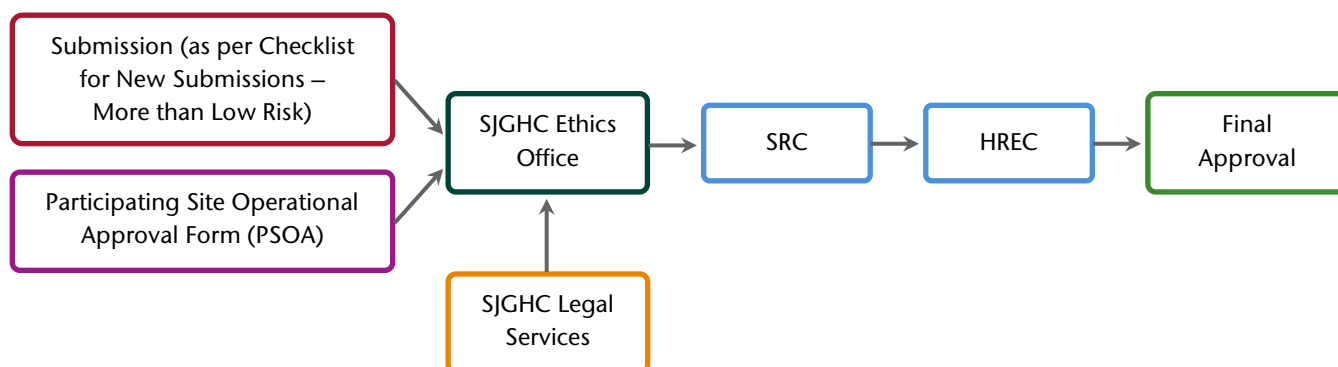 Submission (as per Checklist
for New Submissions –
More than Low Risk)
Participating Site Operational
Approval Form (PSOA)
SJGHC Ethics
Office
SJGHC Legal
Services
SRC
HREC
Final
Approval